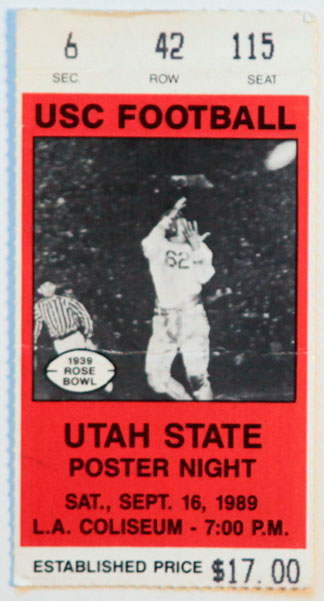 6 42 115
SEC ROW SEAT
USC FOOTBALL
62
1939
ROSE
BOWL
UTAH STATE
POSTER NIGHT
SAT., SEPT. 16, 1989
L.A. COLISEUM - 7:00 P.M.
ESTABLISHED PRICE $17.00